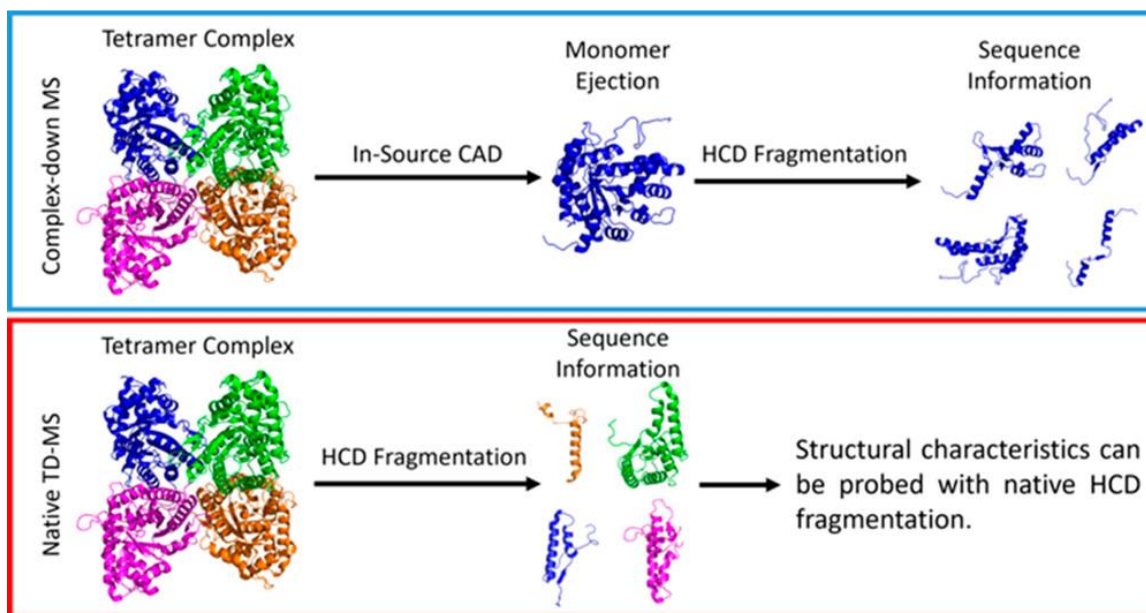 Complex-down MS
Tetramer Complex
In-Source CAD
Monomer
Ejection
HCD Fragmentation
Sequence
Information
Native TD-MS
Tetramer Complex
HCD Fragmentation
Sequence
Information
Structural characteristics can
be probed with native HCD
fragmentation.